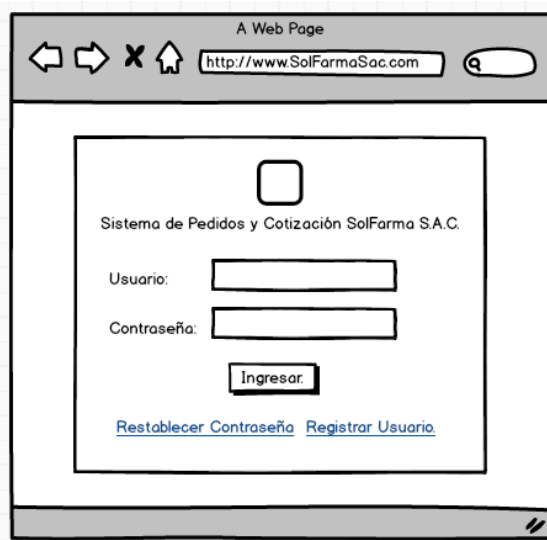 A Web Page
http://www.SolFarmaSac.com
Sistema de Pedidos y Cotización SolFarma S.A.C.
Usuario:
Contraseña:
Ingresar.
Restablecer Contraseña Registrar Usuario.